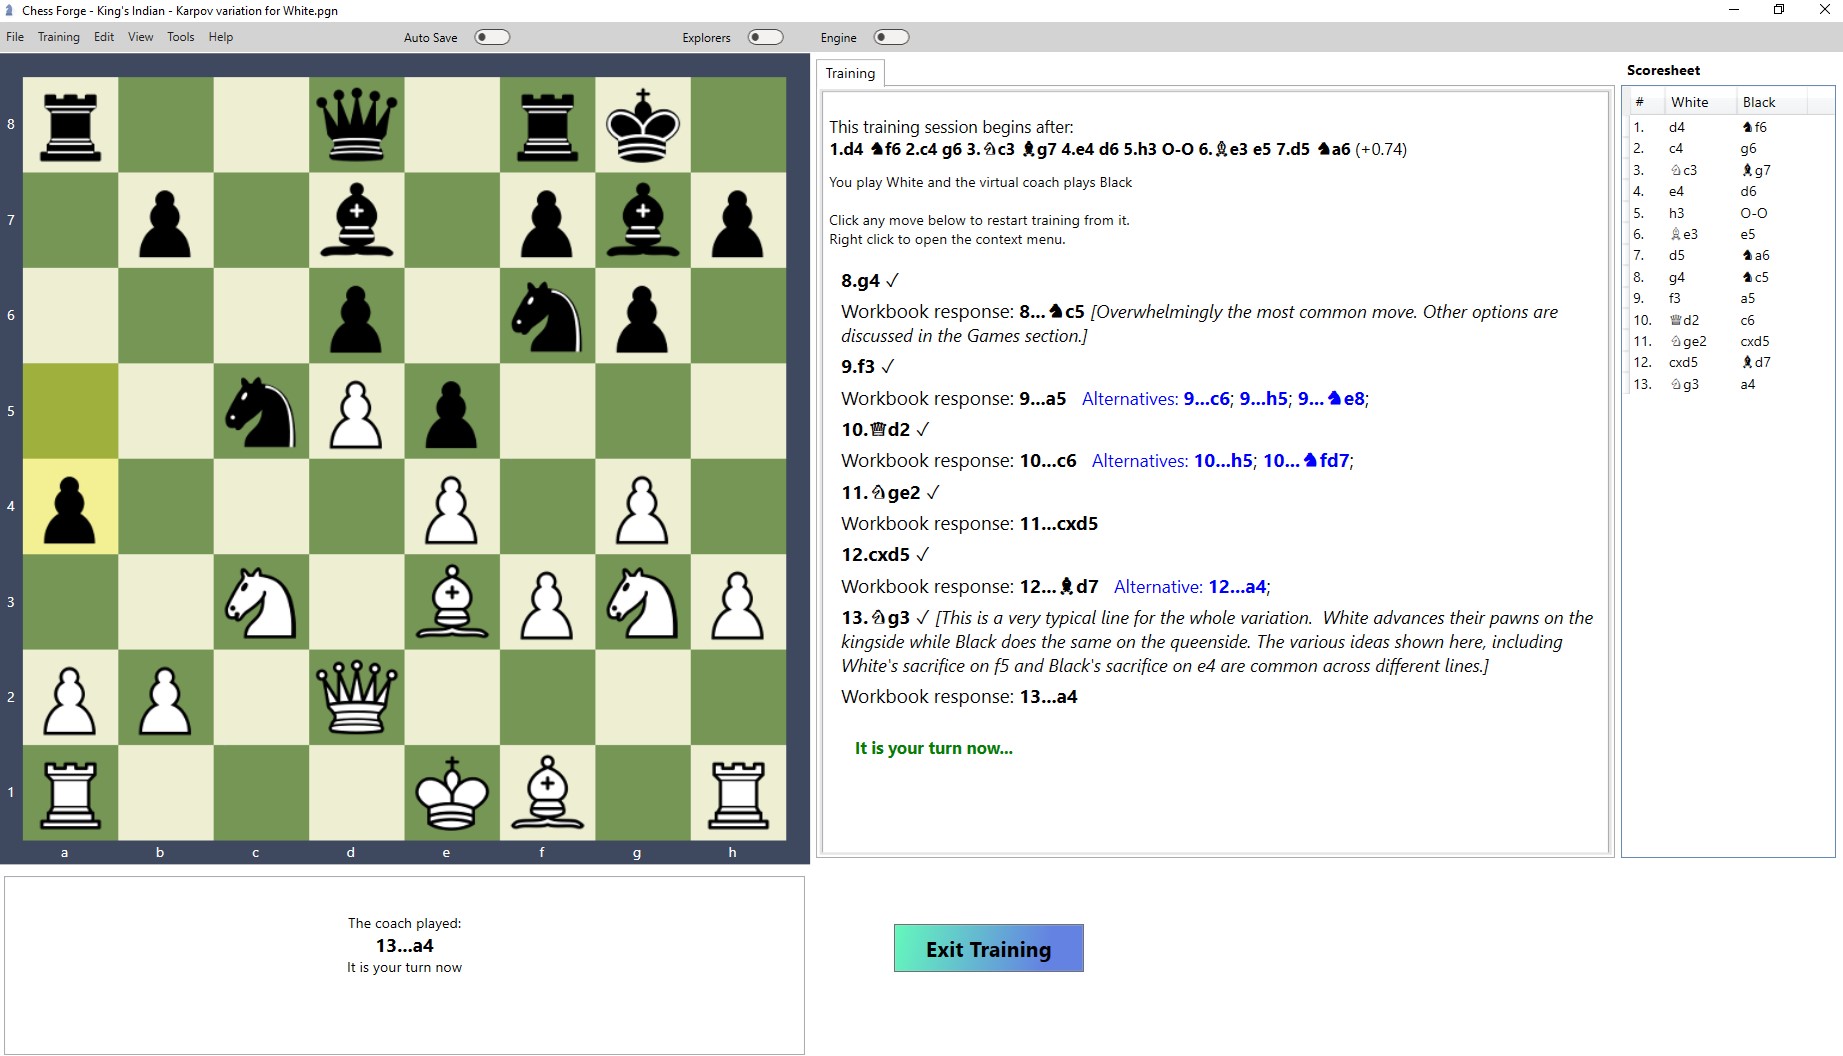 Chess Forge - King's Indian - Karpov variation for White.pgn
File Training Edit View Tools Help Auto Save Explorers Engine
8
7
6
5
4
3
2
1
a b c d e f g h
The coach played:
13...a4
It is your turn now
Training
This training session begins after:
1.d4 ♞f6 2.c4 g6 3.♘c3 ♝g7 4.e4 d6 5.h3 O-O 6.♗e3 e5 7.d5 ♞a6 (+0.74)
You play White and the virtual coach plays Black
Click any move below to restart training from it.
Right click to open the context menu.
8.g4 ✓
Workbook response: 8...♞c5 [Overwhelmingly the most common move. Other options are
discussed in the Games section.]
9.f3 ✓
Workbook response: 9...a5 Alternatives: 9...c6; 9...h5; 9...♞e8;
10.♕d2 ✓
Workbook response: 10...c6 Alternatives: 10...h5; 10...♞fd7;
11.♘ge2 ✓
Workbook response: 11...cxd5
12.cxd5 ✓
Workbook response: 12...♝d7 Alternative: 12...a4;
13.♘g3 ✓ [This is a very typical line for the whole variation. White advances their pawns on the
kingside while Black does the same on the queenside. The various ideas shown here, including
White's sacrifice on f5 and Black's sacrifice on e4 are common across different lines.]
Workbook response: 13...a4
It is your turn now...
Exit Training
Scoresheet
# White Black
1. d4 ♞f6
2. c4 g6
3. ♘c3 ♝g7
4. e4 d6
5. h3 O-O
6. ♗e3 e5
7. d5 ♞a6
8. g4 ♞c5
9. f3 a5
10. ♕d2 c6
11. ♘ge2 cxd5
12. cxd5 ♝d7
13. ♘g3 a4